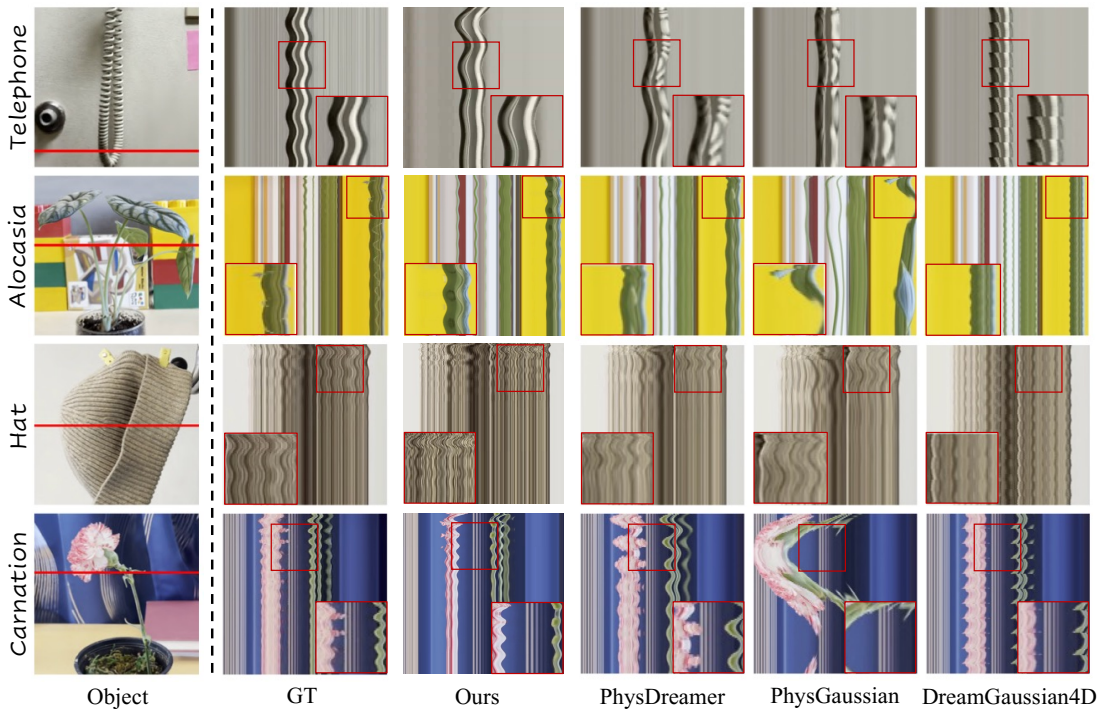 Telephone
Alocasia
Hat
Carnation
Object
GT
Ours
PhysDreamer
PhysGaussian
DreamGaussian4D